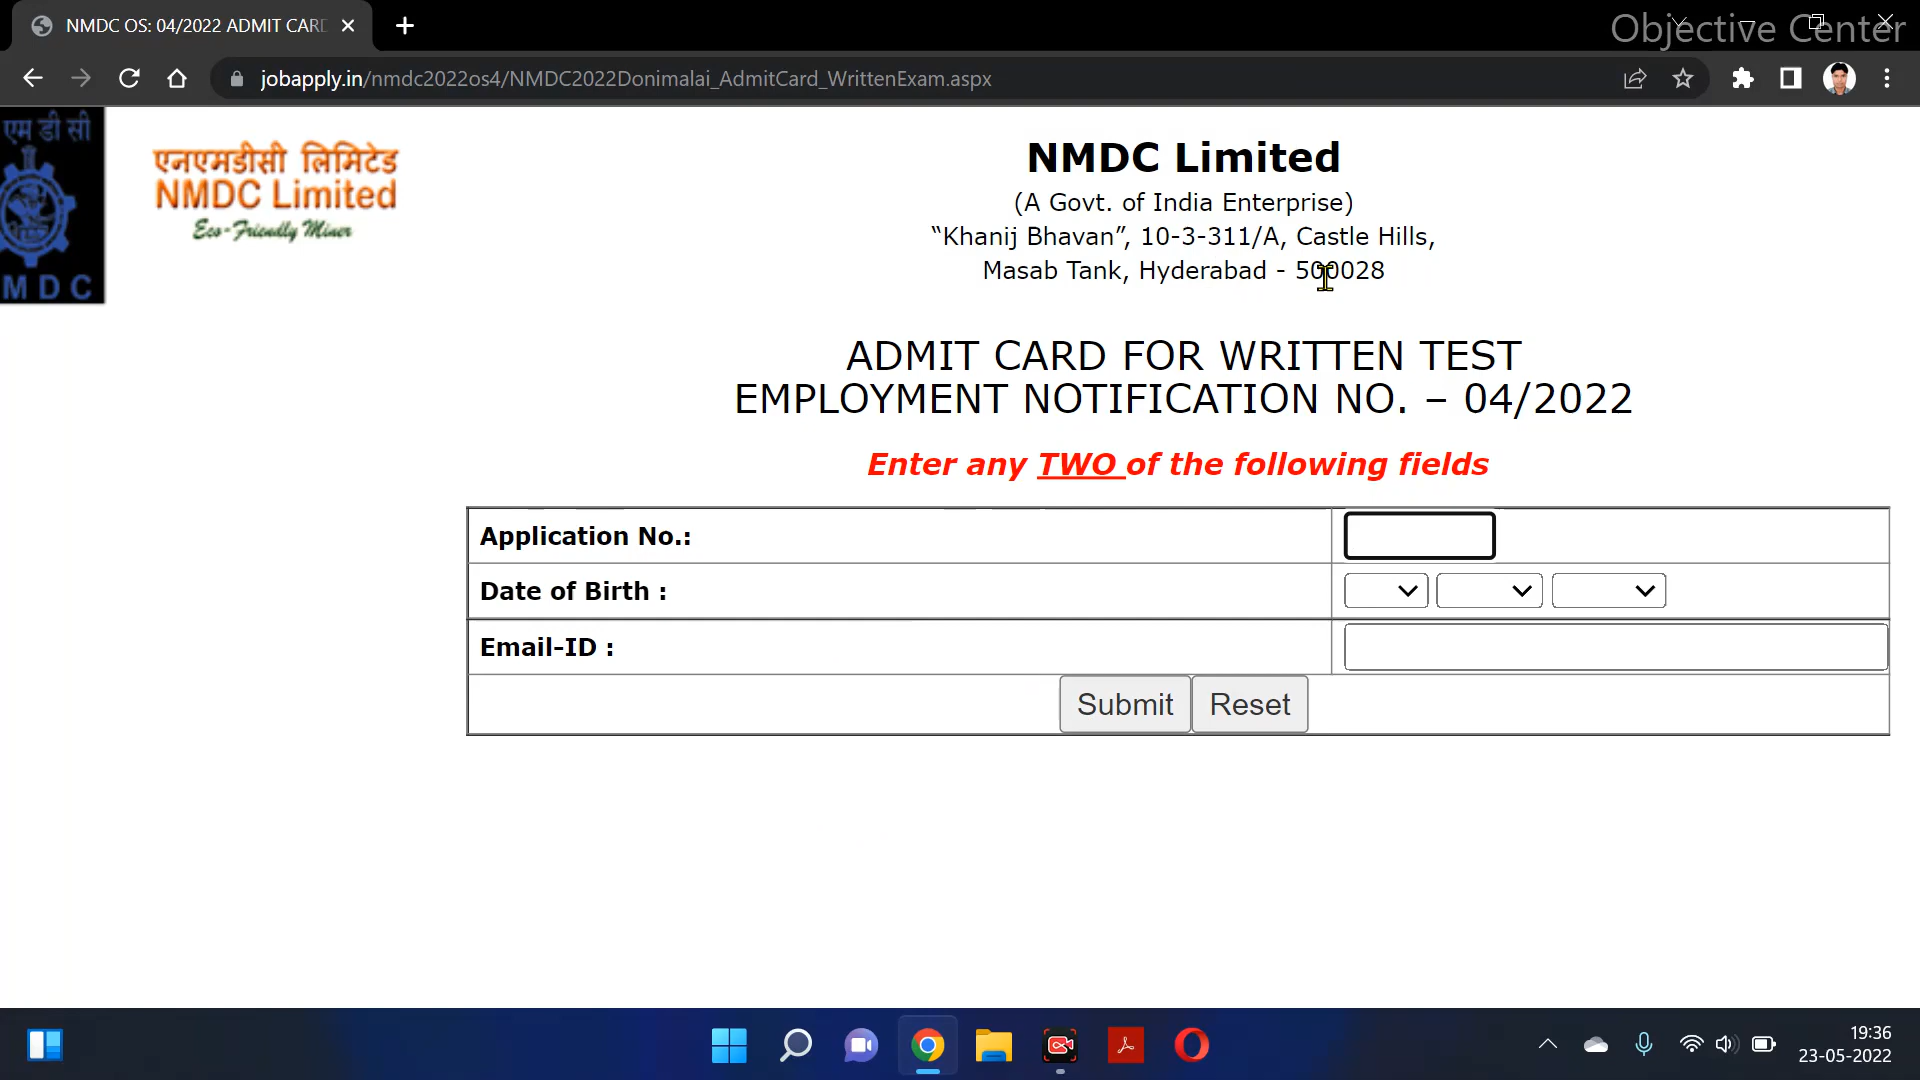 NMDC OS: 04/2022 ADMIT CARD
Objective Center
jobapply.in/nmdc2022os4/NMDC2022Donimalai_AdmitCard_WrittenExam.aspx
एम डी सी
MDC
एनएमडीसी लिमिटेड
NMDC Limited
Eco-Friendly Miner
NMDC Limited
(A Govt. of India Enterprise)
“Khanij Bhavan”, 10-3-311/A, Castle Hills,
Masab Tank, Hyderabad - 500028
ADMIT CARD FOR WRITTEN TEST
EMPLOYMENT NOTIFICATION NO. – 04/2022
Enter any TWO of the following fields
Application No.:
Date of Birth :
Email-ID :
Submit Reset
19:36
23-05-2022